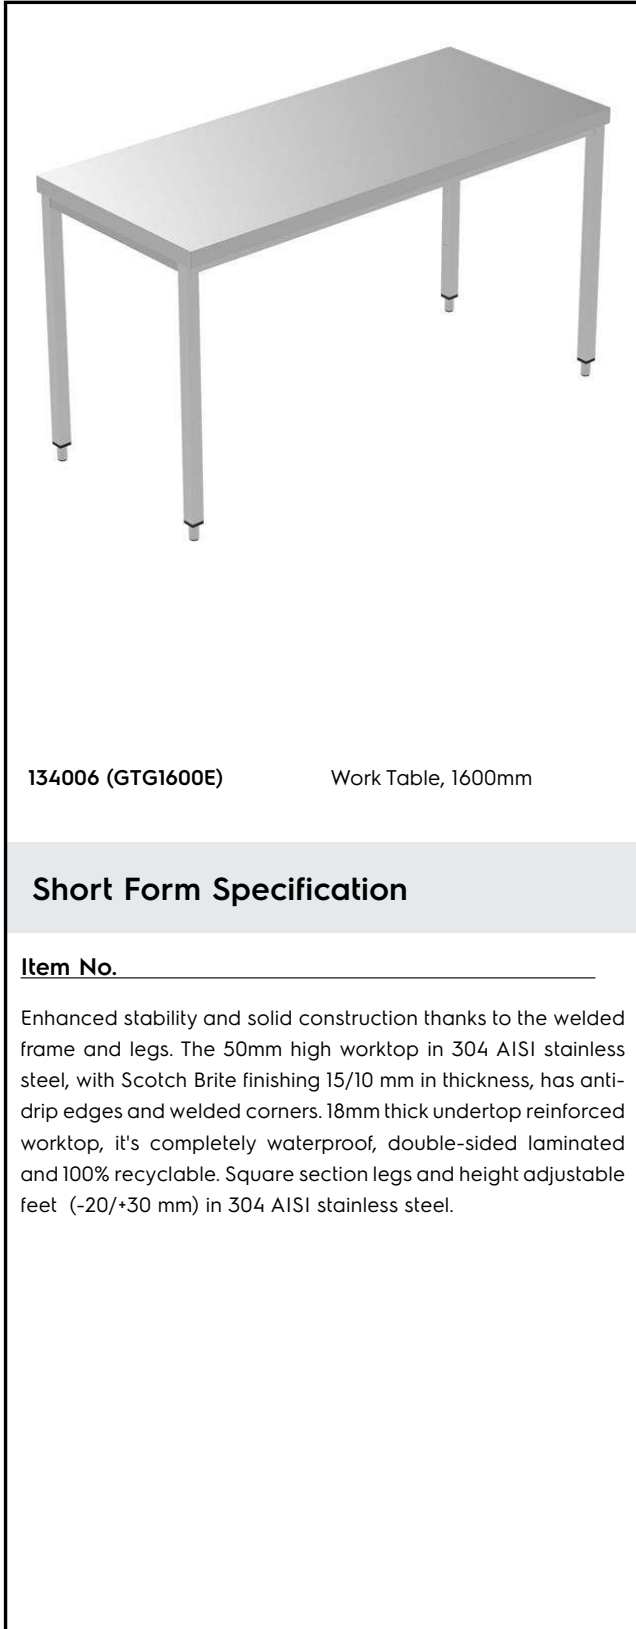 134006 (GTG1600E) Work Table, 1600mm
Short Form Specification
Item No.
Enhanced stability and solid construction thanks to the welded
frame and legs. The 50mm high worktop in 304 AISI stainless
steel, with Scotch Brite finishing 15/10 mm in thickness, has anti-
drip edges and welded corners. 18mm thick undertop reinforced
worktop, it's completely waterproof, double-sided laminated
and 100% recyclable. Square section legs and height adjustable
feet (-20/+30 mm) in 304 AISI stainless steel.